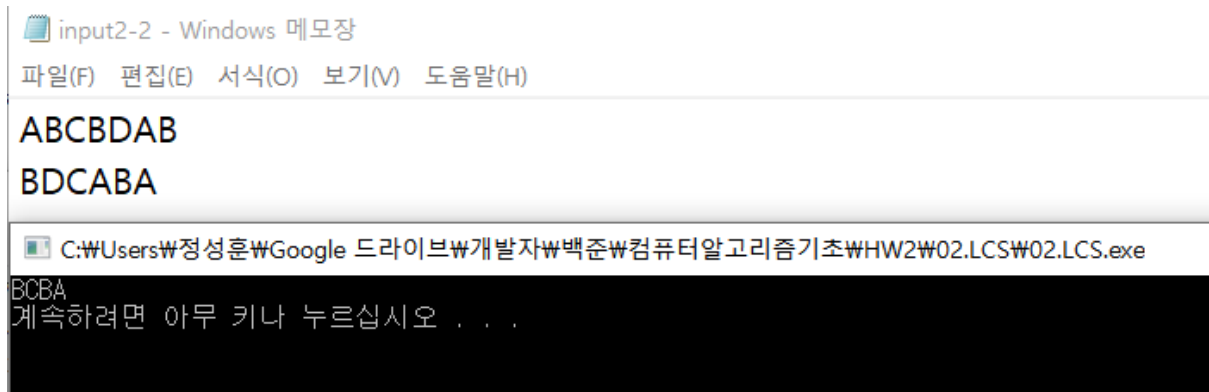 input2-2 - Windows 메모장
파일(F) 편집(E) 서식(O) 보기(V) 도움말(H)
ABCBDAB
BDCABA
C:₩Users₩정성훈₩Google 드라이브₩개발자₩백준₩컴퓨터알고리즘기초₩HW2₩02.LCS₩02.LCS.exe
BCBA
계속하려면 아무 키나 누르십시오 . . .